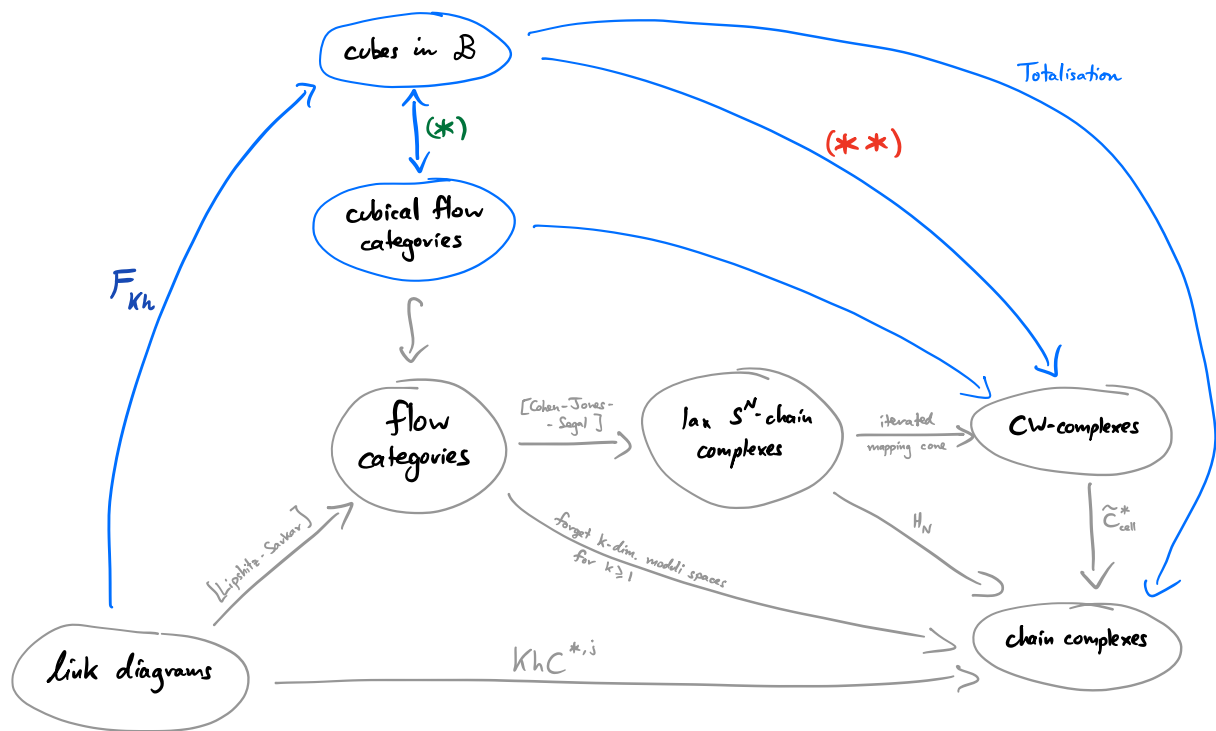 cubes in B
Totalisation
(*)
(**)
cubical flow
categories
F_Kh
[Cohen-Jones-
-Segal]
flow
categories
lax S^N-chain
complexes
iterated
mapping cone
CW-complexes
[Lipshitz-Sarkar]
forget k-dim. moduli spaces
for k≥1
H_N
C̃*_cell
chain complexes
KhC^*,j
link diagrams